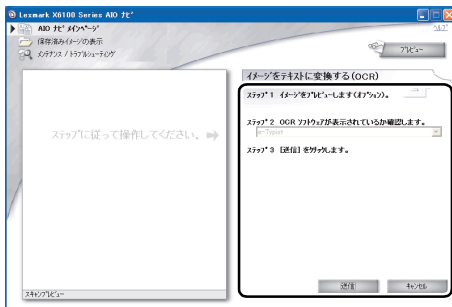 Lexmark X6100 Series AIO ナビ
ヘルプ
AIO ナビ メインページ
保存済みイメージの表示
メンテナンス / トラブルシューティング
プレビュー
イメージをテキストに変換する(OCR)
ステップ 1 イメージをプレビューします(オプション)。
ステップ 2 OCR ソフトウェアが表示されているか確認します。
e-Typist
ステップに従って操作してください。
ステップ 3 [送信] をクリックします。
送信
キャンセル
スキャンプレビュー